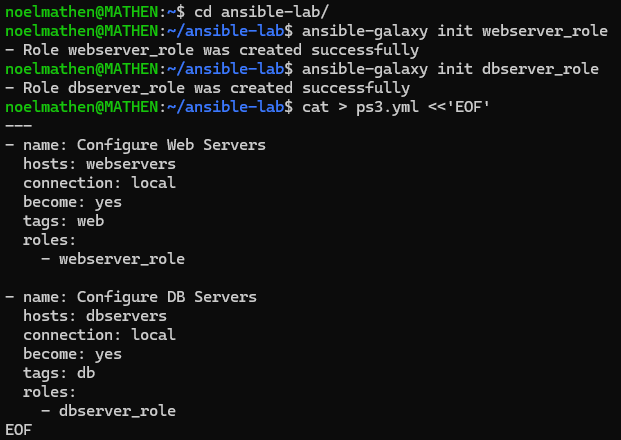 noelmathen@MATHEN:~$ cd ansible-lab/
noelmathen@MATHEN:~/ansible-lab$ ansible-galaxy init webserver_role
- Role webserver_role was created successfully
noelmathen@MATHEN:~/ansible-lab$ ansible-galaxy init dbserver_role
- Role dbserver_role was created successfully
noelmathen@MATHEN:~/ansible-lab$ cat > ps3.yml <<'EOF'
---
- name: Configure Web Servers
  hosts: webservers
  connection: local
  become: yes
  tags: web
  roles:
    - webserver_role

- name: Configure DB Servers
  hosts: dbservers
  connection: local
  become: yes
  tags: db
  roles:
    - dbserver_role
EOF